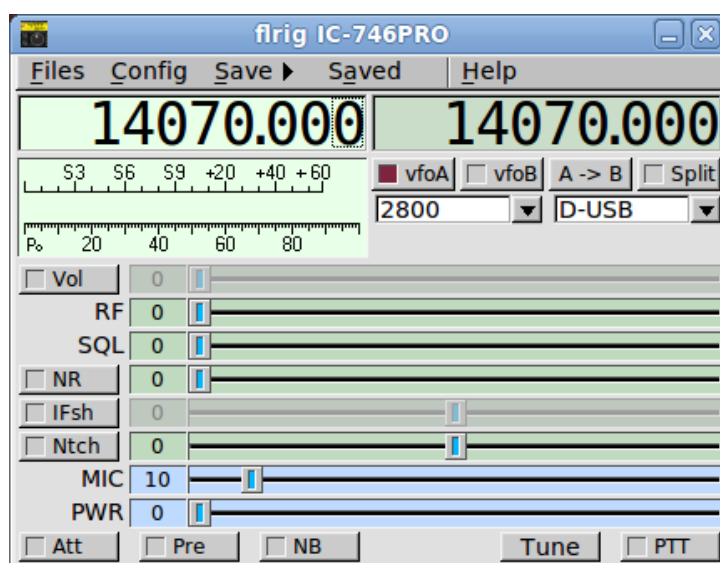 flrig IC-746PRO
Files Config Save Saved Help
14070.000 14070.000
S3 S6 S9 +20 +40 +60
vfoA vfoB A -> B Split
2800 D-USB
Po 20 40 60 80
Vol 0
RF 0
SQL 0
NR 0
IFsh 0
Ntch 0
MIC 10
PWR 0
Att Pre NB Tune PTT